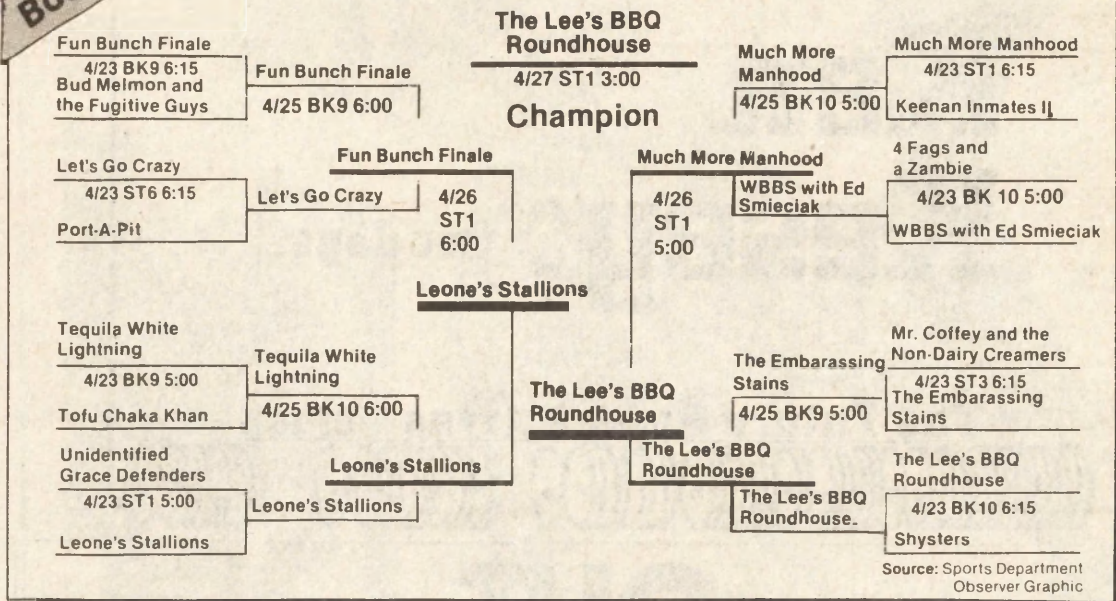 The Lee's BBQ
Roundhouse
4/27 ST1 3:00
Champion
Fun Bunch Finale
4/23 BK9 6:15
Bud Melmon and
the Fugitive Guys
Fun Bunch Finale
4/25 BK9 6:00
Let's Go Crazy
4/23 ST6 6:15
Port-A-Pit
Let's Go Crazy
Fun Bunch Finale
4/26
ST1
6:00
Leone's Stallions
Tequila White
Lightning
4/23 BK9 5:00
Tofu Chaka Khan
Tequila White
Lightning
4/25 BK10 6:00
Unidentified
Grace Defenders
4/23 ST1 5:00
Leone's Stallions
Leone's Stallions
Leone's Stallions
Much More
Manhood
4/25 BK10 5:00
Much More Manhood
4/23 ST1 6:15
Keenan Inmates II
Much More Manhood
4/26
ST1
5:00
WBBS with Ed
Smieciak
4 Fags and
a Zambie
4/23 BK 10 5:00
WBBS with Ed Smieciak
The Lee's BBQ
Roundhouse
The Embarassing
Stains
4/25 BK9 5:00
Mr. Coffey and the
Non-Dairy Creamers
4/23 ST3 6:15
The Embarassing
Stains
The Lee's BBQ
Roundhouse
The Lee's BBQ
Roundhouse
The Lee's BBQ
Roundhouse
4/23 BK10 6:15
Shysters
Source: Sports Department
Observer Graphic